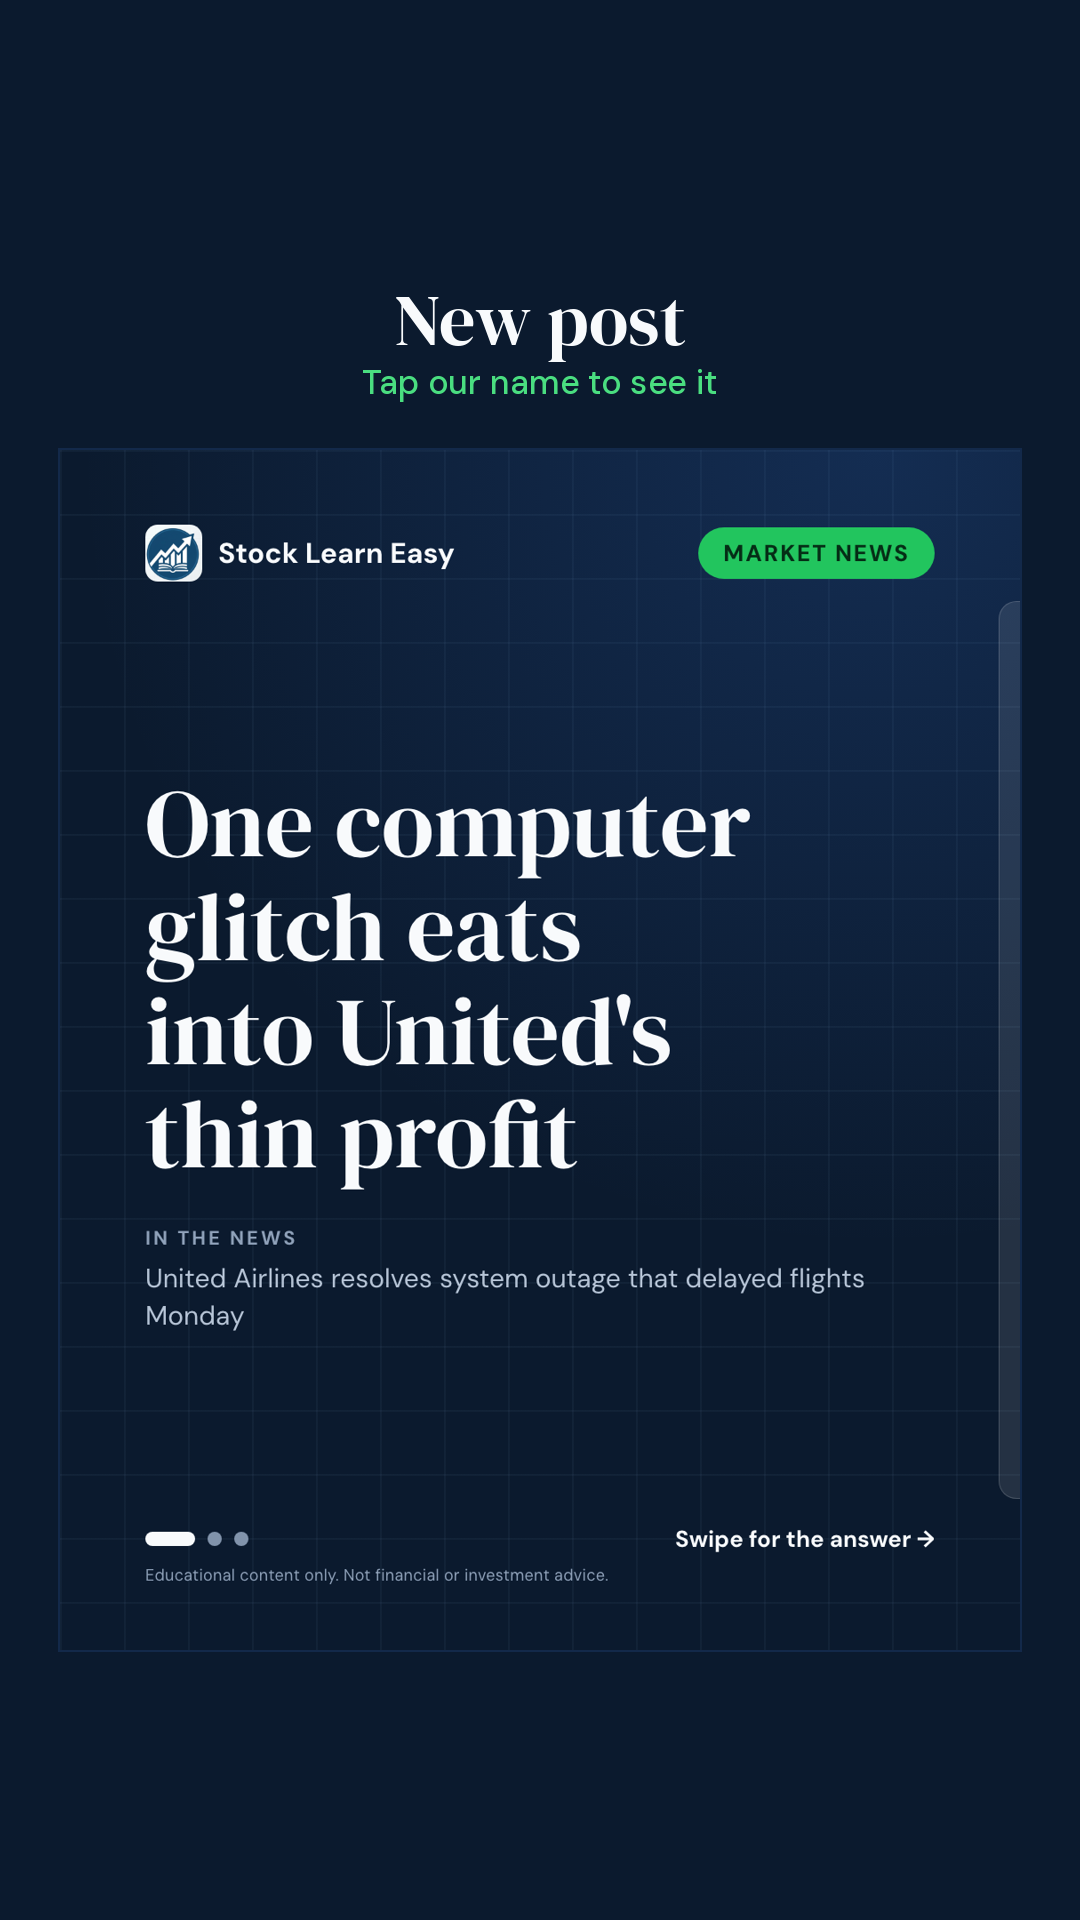 New post
Tap our name to see it
Stock Learn Easy
MARKET NEWS
One computer
glitch eats
into United's
thin profit
IN THE NEWS
United Airlines resolves system outage that delayed flights
Monday
Swipe for the answer →
Educational content only. Not financial or investment advice.